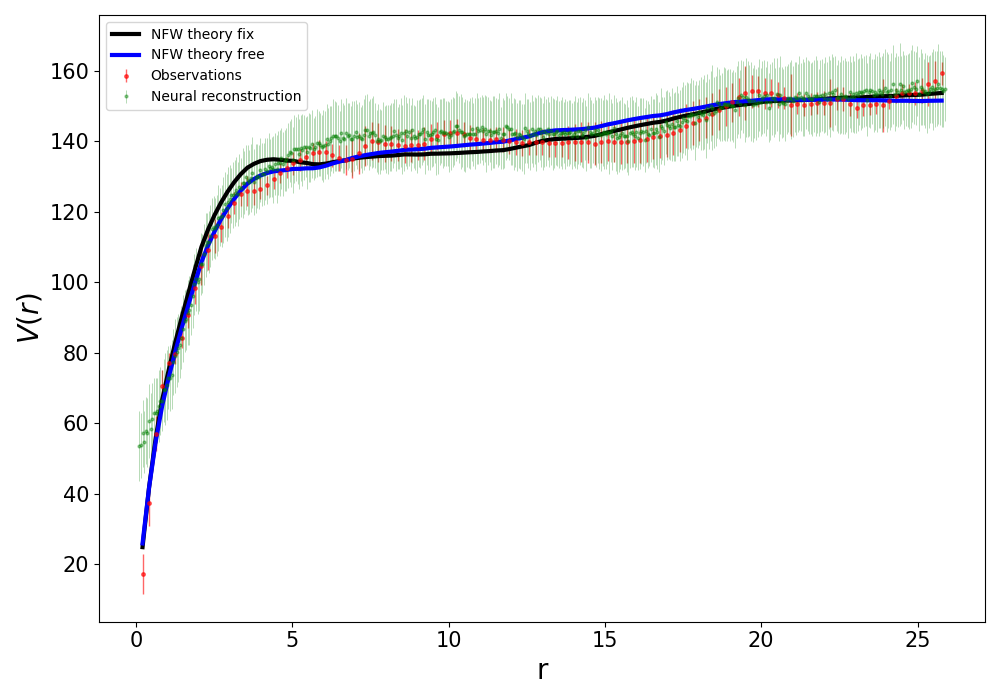 NFW theory fix
NFW theory free
Observations
Neural reconstruction
160
140
120
100
80
60
40
20
V(r)
0 5 10 15 20 25
r